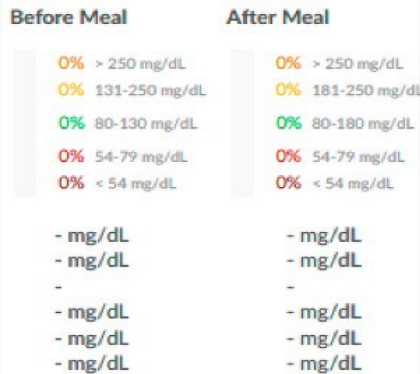 Before Meal After Meal
0% > 250 mg/dL 0% > 250 mg/dL
0% 131-250 mg/dL 0% 181-250 mg/dL
0% 80-130 mg/dL 0% 80-180 mg/dL
0% 54-79 mg/dL 0% 54-79 mg/dL
0% < 54 mg/dL 0% < 54 mg/dL
- mg/dL - mg/dL
- mg/dL - mg/dL
- -
- mg/dL - mg/dL
- mg/dL - mg/dL
- mg/dL - mg/dL